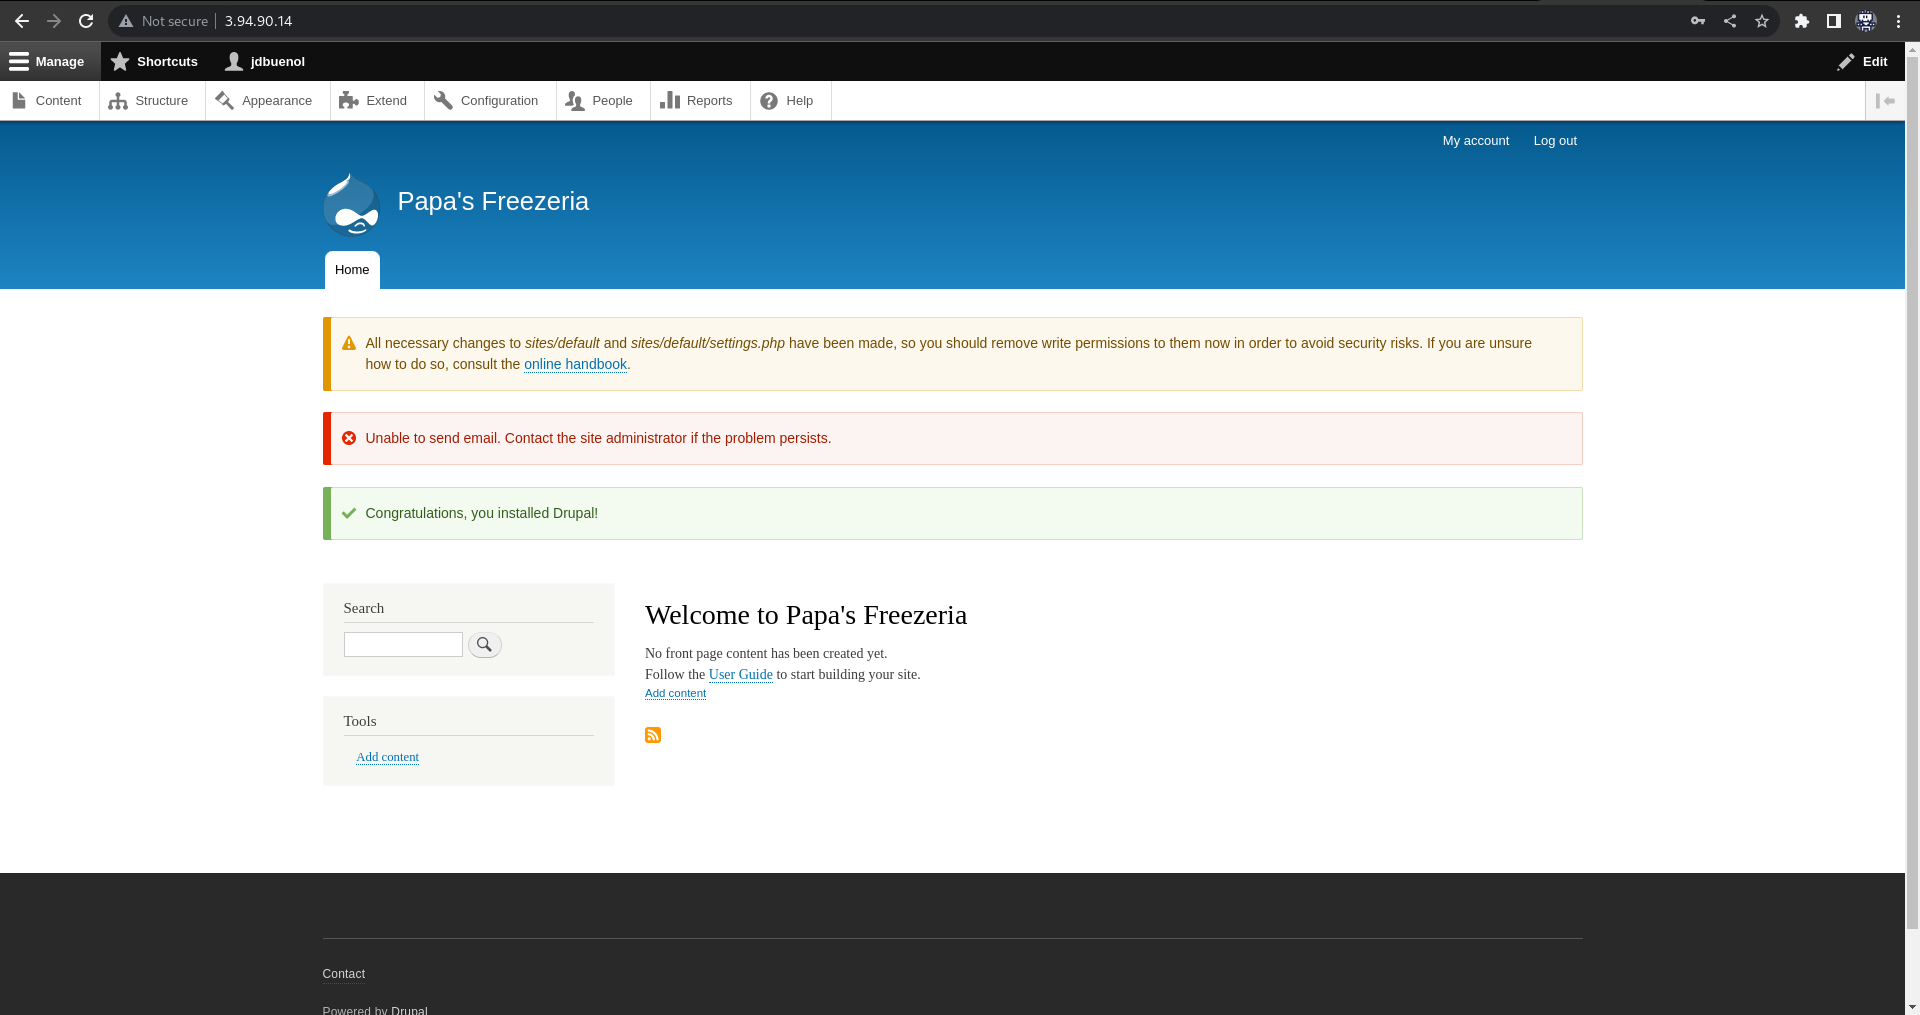 Not secure 3.94.90.14
Manage Shortcuts jdbuenol Edit
Content Structure Appearance Extend Configuration People Reports Help
My account Log out
Papa's Freezeria
Home
All necessary changes to sites/default and sites/default/settings.php have been made, so you should remove write permissions to them now in order to avoid security risks. If you are unsure
how to do so, consult the online handbook.
Unable to send email. Contact the site administrator if the problem persists.
Congratulations, you installed Drupal!
Search
Tools
Add content
Welcome to Papa's Freezeria
No front page content has been created yet.
Follow the User Guide to start building your site.
Add content
Contact
Powered by Drupal